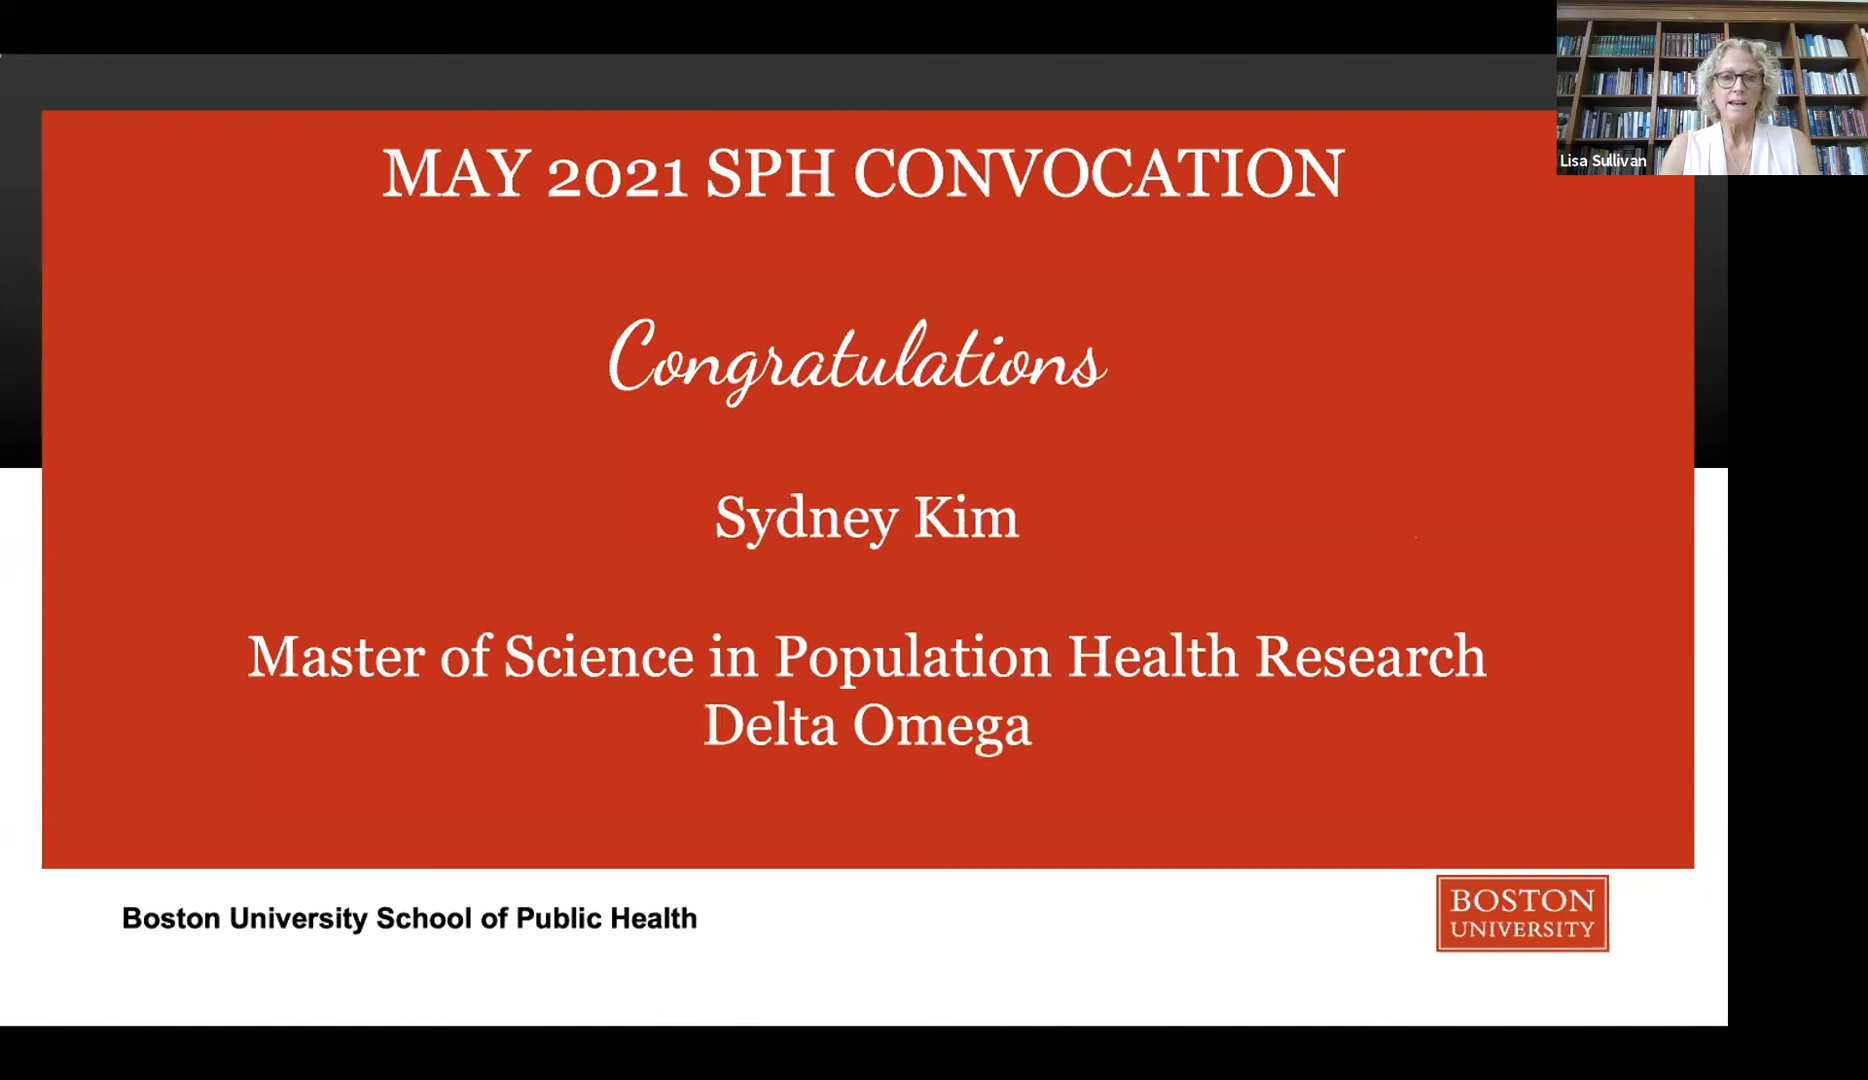 MAY 2021 SPH CONVOCATION
Lisa Sullivan
Congratulations
Sydney Kim
Master of Science in Population Health Research
Delta Omega
Boston University School of Public Health
BOSTON
UNIVERSITY